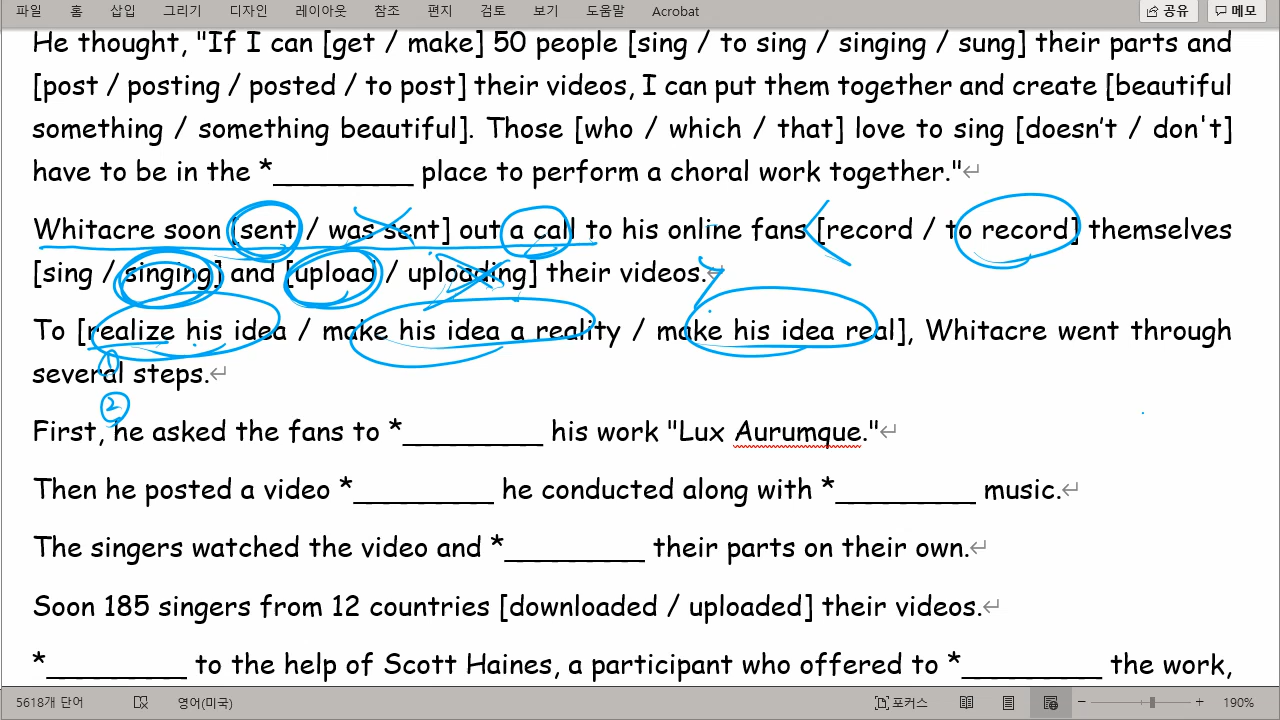 파일 홈 삽입 그리기 디자인 레이아웃 참조 편지 검토 보기 도움말 Acrobat 공유 메모
He thought, "If I can [get / make] 50 people [sing / to sing / singing / sung] their parts and
[post / posting / posted / to post] their videos, I can put them together and create [beautiful
something / something beautiful]. Those [who / which / that] love to sing [doesn’t / don't]
have to be in the *________ place to perform a choral work together."
Whitacre soon [sent / was sent] out a call to his online fans [record / to record] themselves
[sing / singing] and [upload / uploading] their videos.
To [realize his idea / make his idea a reality / make his idea real], Whitacre went through
①
several steps.
②
First, he asked the fans to *________ his work "Lux Aurumque."
Then he posted a video *________ he conducted along with *________ music.
The singers watched the video and *________ their parts on their own.
Soon 185 singers from 12 countries [downloaded / uploaded] their videos.
*________ to the help of Scott Haines, a participant who offered to *________ the work,
5618개 단어 영어(미국) 포커스 190%